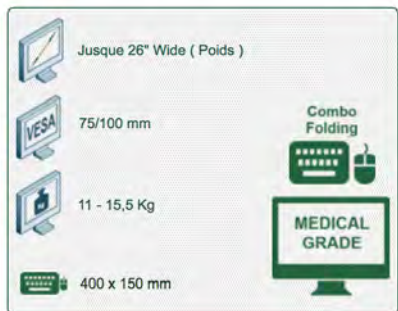 Jusque 26" Wide ( Poids )
VESA
75/100 mm
11 - 15,5 Kg
400 x 150 mm
Combo
Folding
MEDICAL
GRADE